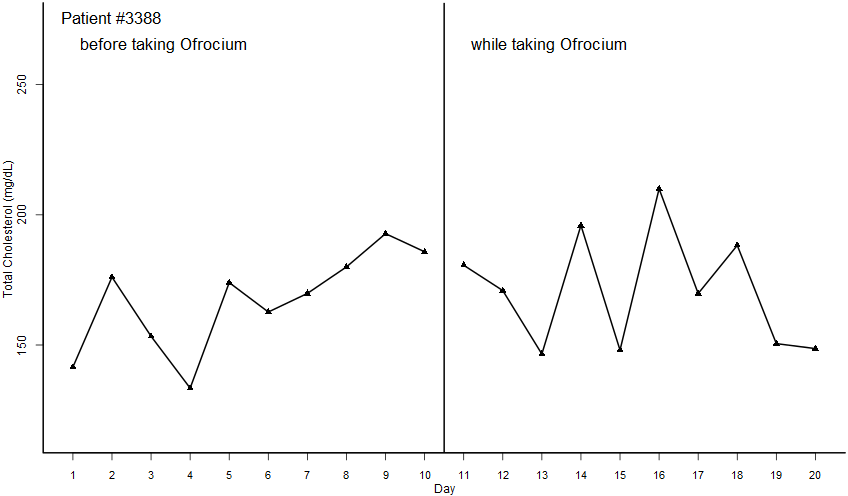 Patient #3388
before taking Ofrocium
while taking Ofrocium
Total Cholesterol (mg/dL)
250
200
150
1 2 3 4 5 6 7 8 9 10 11 12 13 14 15 16 17 18 19 20
Day